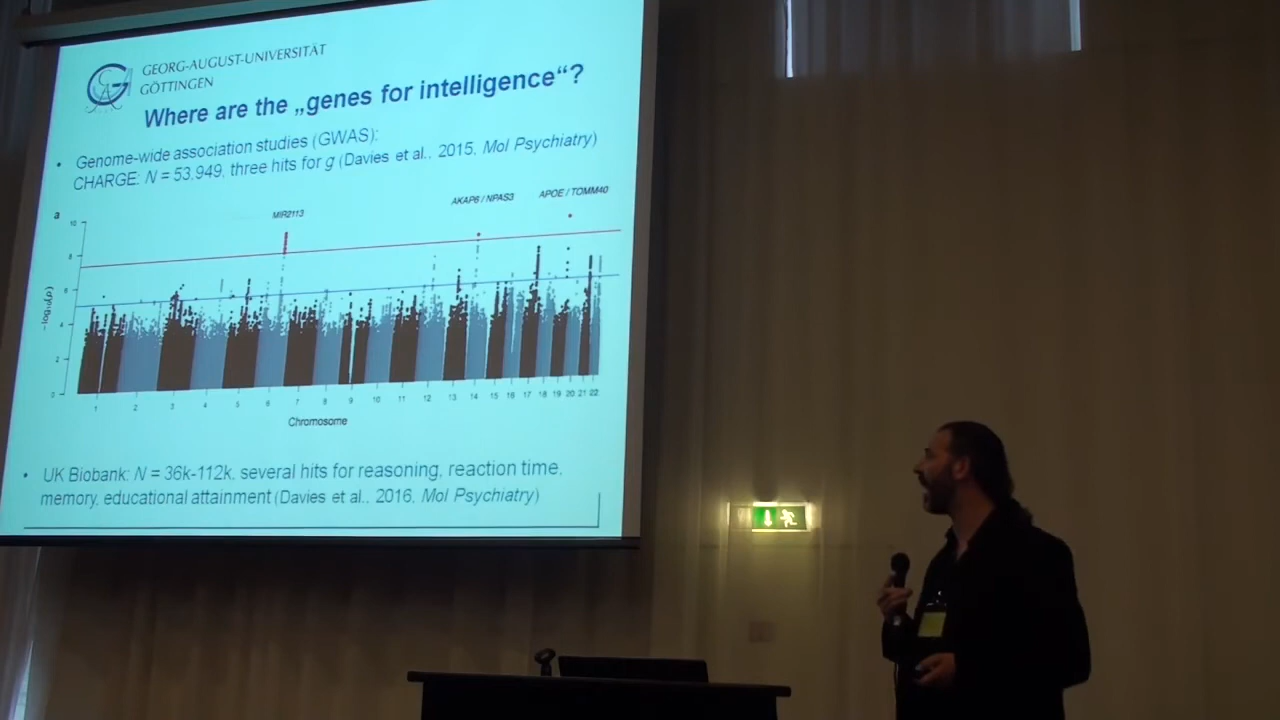 GEORG-AUGUST-UNIVERSITÄT
GÖTTINGEN
Where are the „genes for intelligence“?
• Genome-wide association studies (GWAS):
CHARGE: N = 53.949, three hits for g (Davies et al., 2015, Mol Psychiatry)
a
MIR2113
AKAP6 / NPAS3
APOE / TOMM40
10
8
6
4
2
0
−log₁₀(p)
1 2 3 4 5 6 7 8 9 10 11 12 13 14 15 16 17 18 19 20 21 22
Chromosome
• UK Biobank: N = 36k-112k, several hits for reasoning, reaction time,
memory, educational attainment (Davies et al., 2016, Mol Psychiatry)